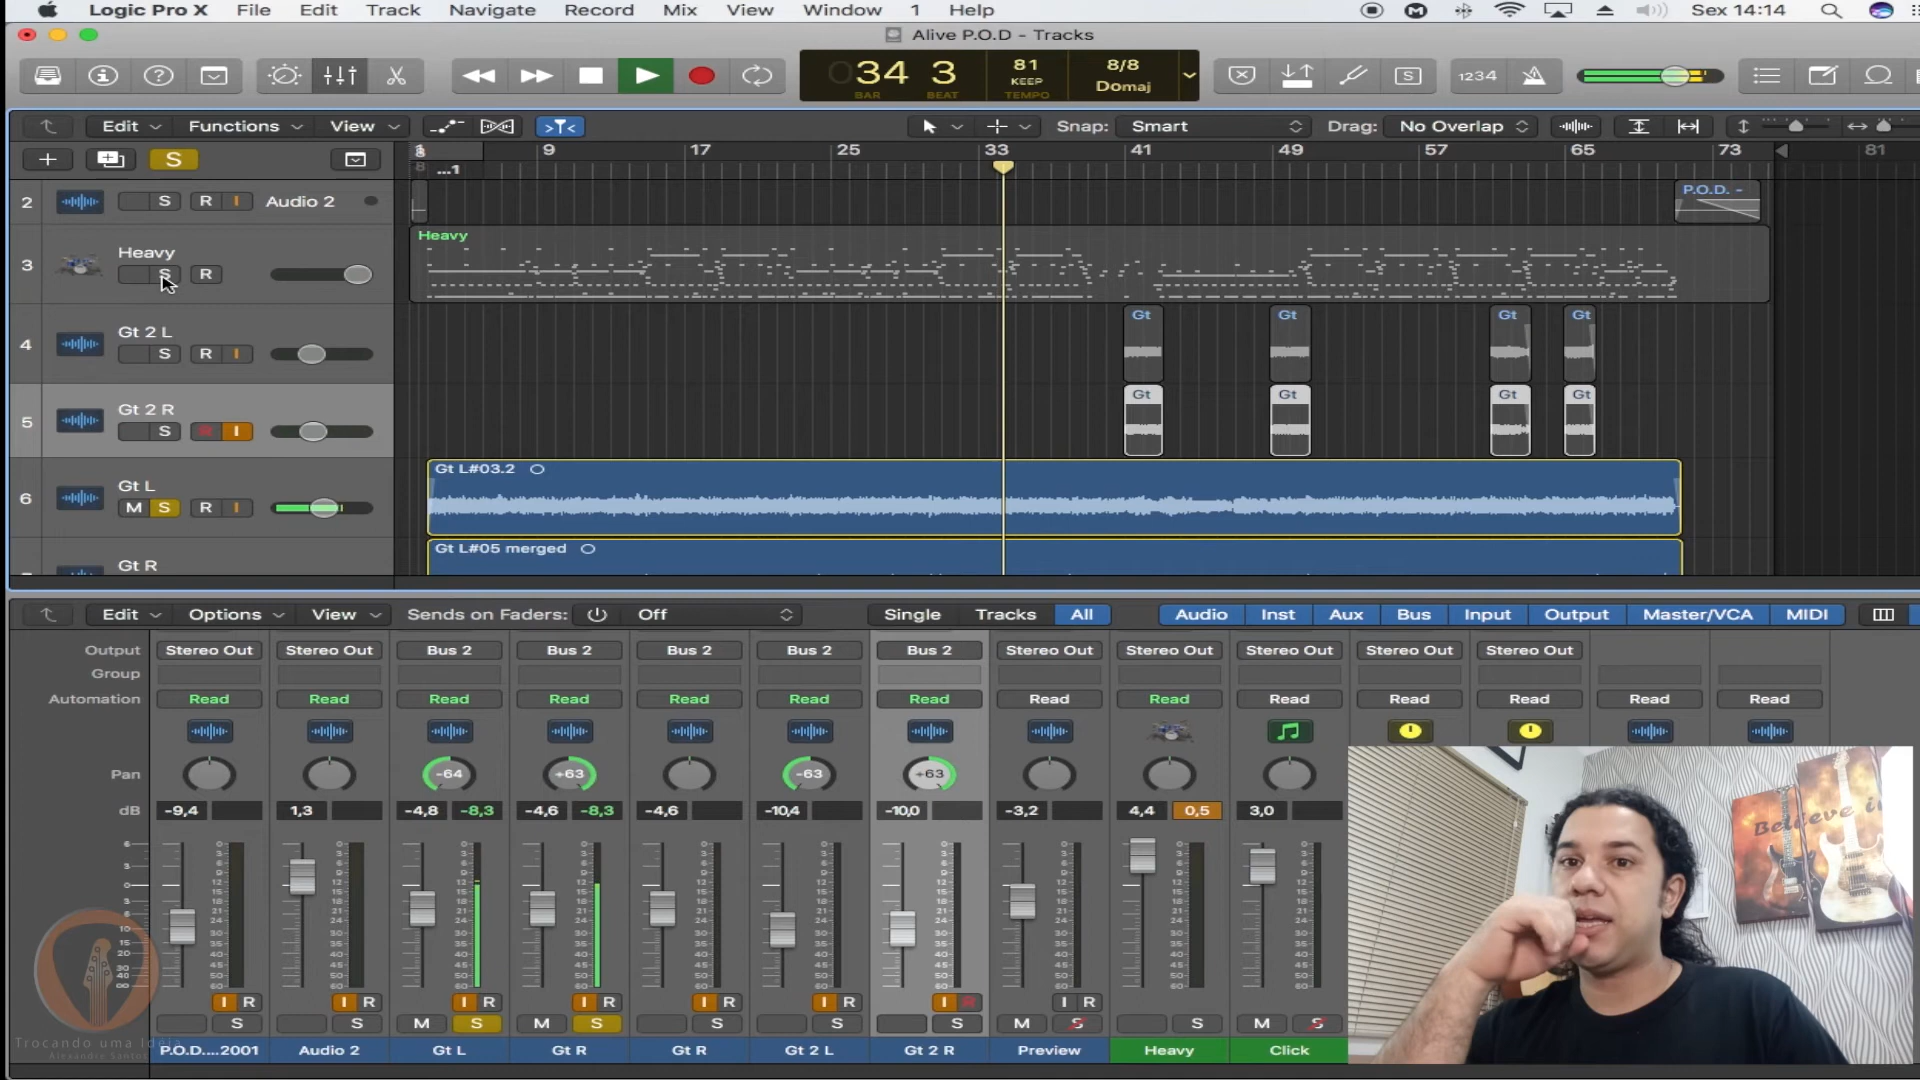 Logic Pro X File Edit Track Navigate Record Mix View Window 1 Help Sex 14:14
Alive P.O.D - Tracks
34 3 81 8/8
KEEP Domaj
BAR BEAT TEMPO
S 1234
Edit Functions View Snap: Smart Drag: No Overlap
S 1 9 17 25 33 41 49 57 65 73 81
...1
2 S R I Audio 2 P.O.D. -
3 Heavy Heavy
S R
4 Gt 2 L Gt Gt Gt Gt
S R I
5 Gt 2 R Gt Gt Gt Gt
S R I
6 Gt L Gt L#03.2
M S R I
Gt R Gt L#05 merged
Edit Options View Sends on Faders: Off Single Tracks All Audio Inst Aux Bus Input Output Master/VCA MIDI
Output Stereo Out Stereo Out Bus 2 Bus 2 Bus 2 Bus 2 Bus 2 Stereo Out Stereo Out Stereo Out Stereo Out Stereo Out
Group
Automation Read Read Read Read Read Read Read Read Read Read Read Read Read Read
Pan -64 +63 -63 +63
dB -9,4 1,3 -4,8 -8,3 -4,6 -8,3 -4,6 -10,4 -10,0 -3,2 4,4 0,5 3,0
I R I R I R I R I R I R I R I R
S S M S M S S S S M S S M S
P.O.D....2001 Audio 2 Gt L Gt R Gt R Gt 2 L Gt 2 R Preview Heavy Click
Trocando uma Idéia
Alexandre Santos
Believe